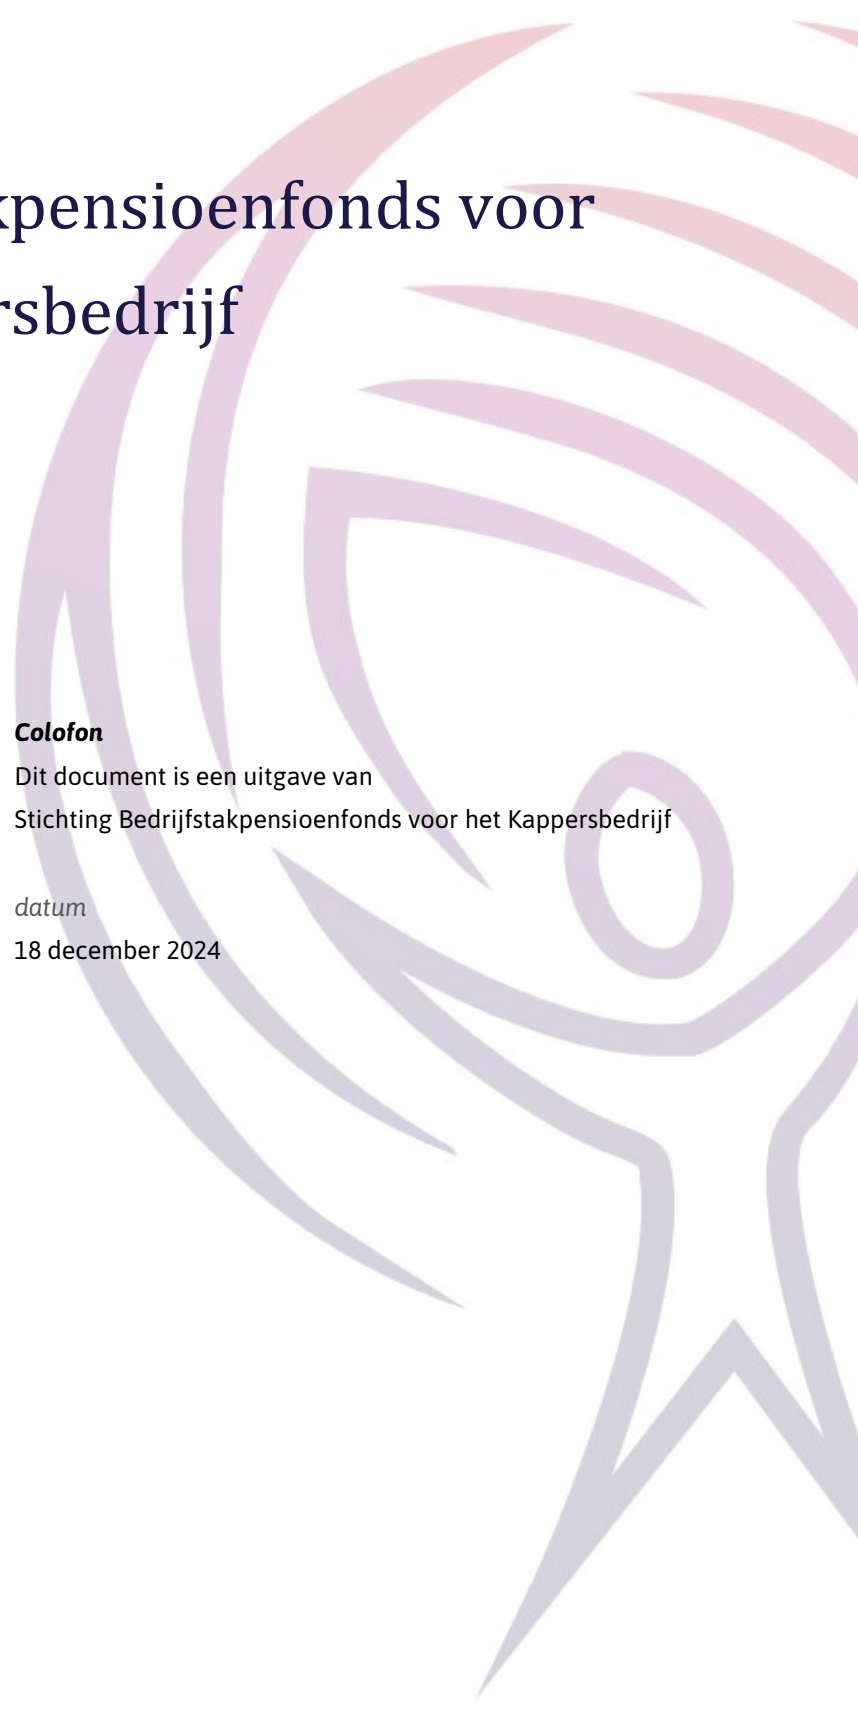 kpensioenfonds voor
rsbedrijf
Colofon
Dit document is een uitgave van
Stichting Bedrijfstakpensioenfonds voor het Kappersbedrijf
datum
18 december 2024